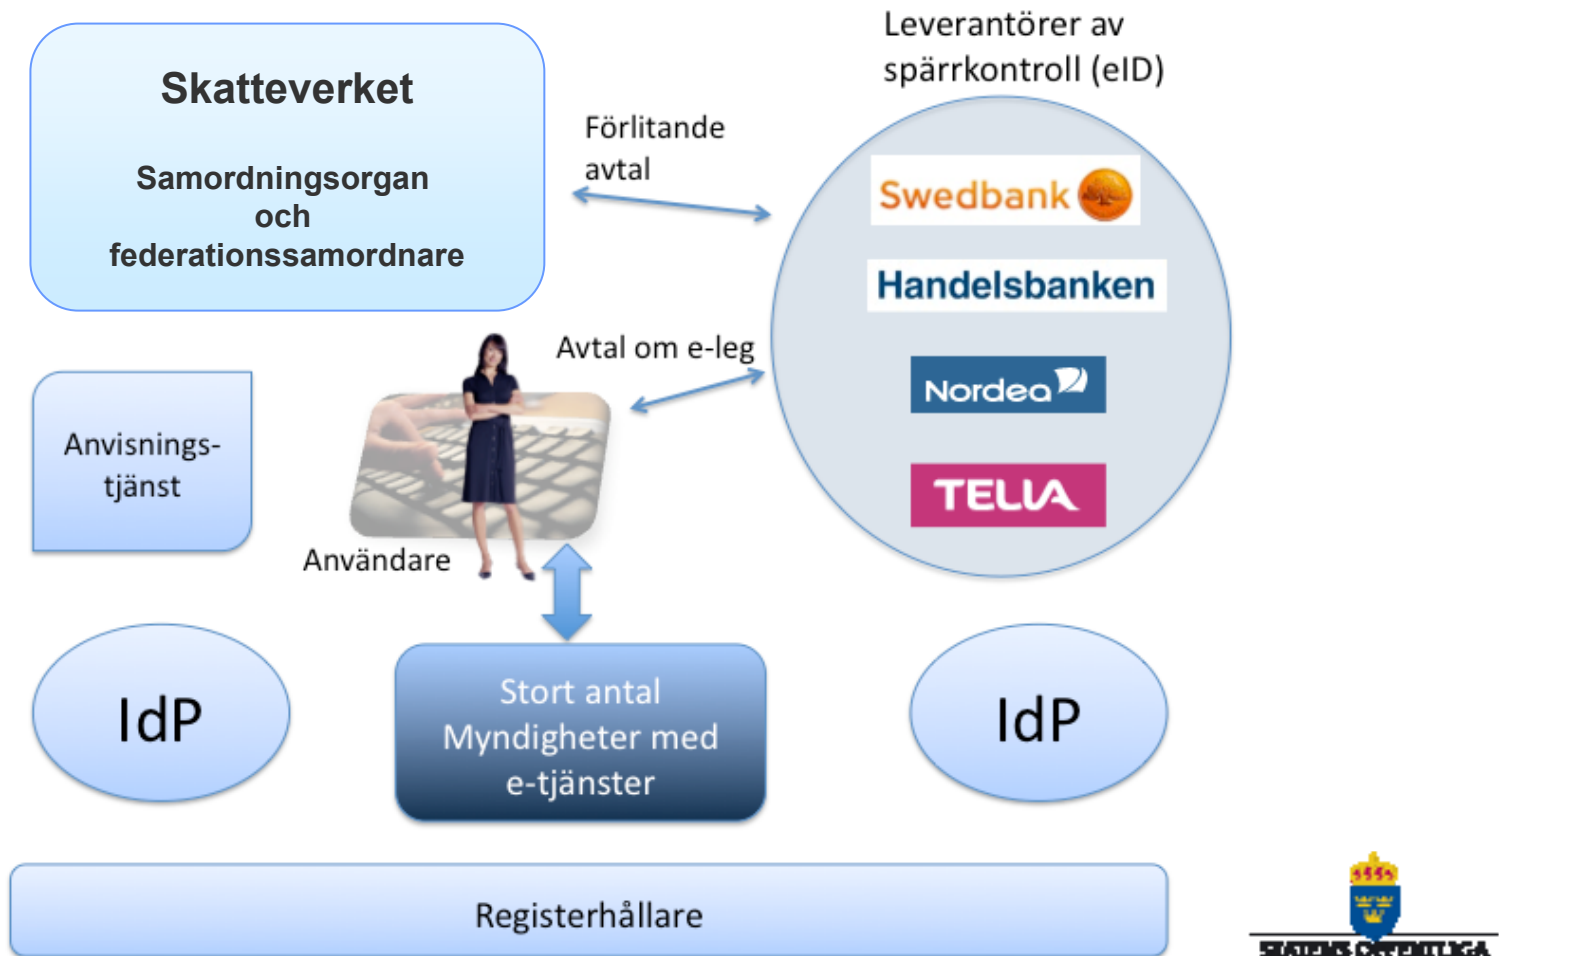 Leverantörer av
spärrkontroll (eID)
Skatteverket
Samordningsorgan
och
federationssamordnare
Förlitande
avtal
Swedbank
Handelsbanken
Nordea
TELIA
Avtal om e-leg
Anvisnings-
tjänst
Användare
IdP
Stort antal
Myndigheter med
e-tjänster
IdP
Registerhållare